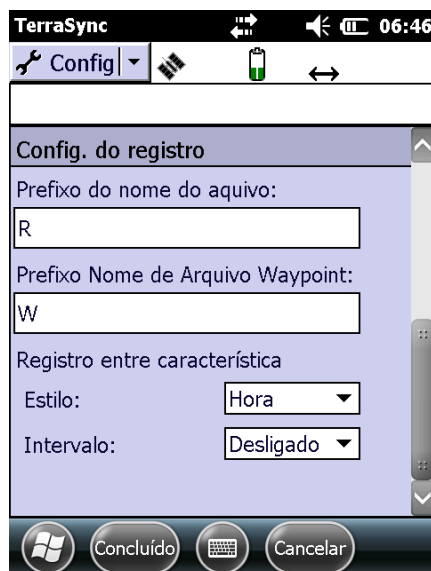 TerraSync 06:46
Config
Config. do registro
Prefixo do nome do aquivo:
R
Prefixo Nome de Arquivo Waypoint:
W
Registro entre característica
Estilo: Hora
Intervalo: Desligado
Concluído Cancelar